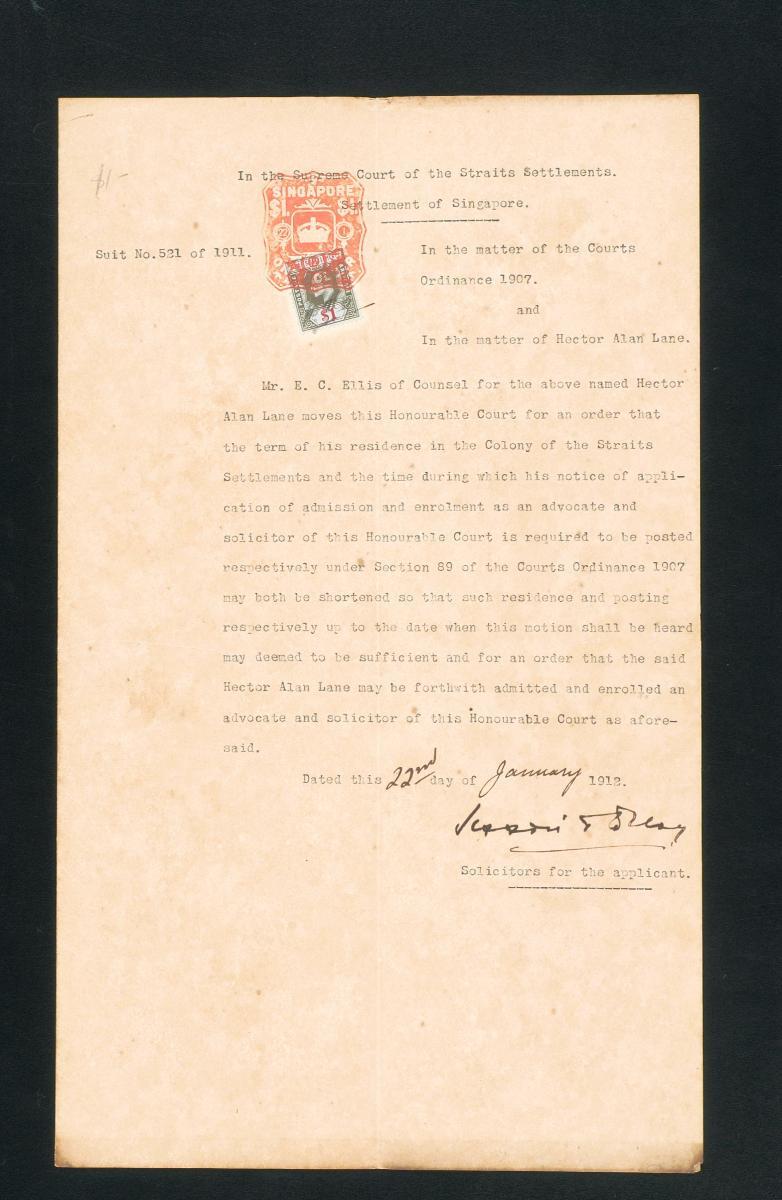 $1-
In the Supreme Court of the Straits Settlements.
Settlement of Singapore.
SINGAPORE
$1.
Suit No.521 of 1911.
In the matter of the Courts
Ordinance 1907.
and
In the matter of Hector Alan Lane.
$1
Mr. E. C. Ellis of Counsel for the above named Hector
Alan Lane moves this Honourable Court for an order that
the term of his residence in the Colony of the Straits
Settlements and the time during which his notice of appli-
cation of admission and enrolment as an advocate and
solicitor of this Honourable Court is required to be posted
respectively under Section 89 of the Courts Ordinance 1907
may both be shortened so that such residence and posting
respectively up to the date when this motion shall be heard
may deemed to be sufficient and for an order that the said
Hector Alan Lane may be forthwith admitted and enrolled an
advocate and solicitor of this Honourable Court as afore-
said.
Dated this 22nd day of January 1912.
Solicitors for the applicant.